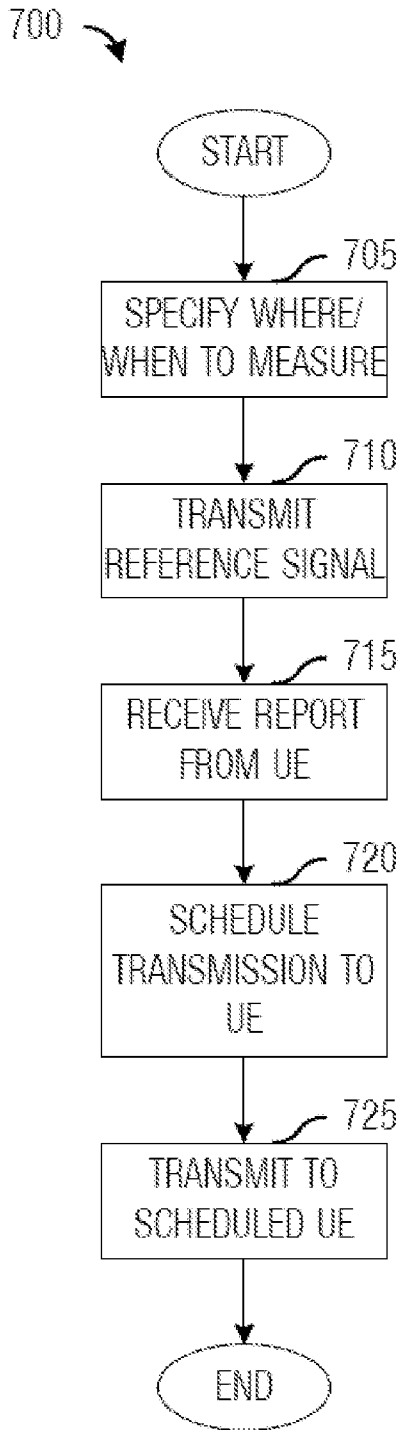 700
START
705
SPECIFY WHERE/
WHEN TO MEASURE
710
TRANSMIT
REFERENCE SIGNAL
715
RECEIVE REPORT
FROM UE
720
SCHEDULE
TRANSMISSION TO
UE
725
TRANSMIT TO
SCHEDULED UE
END